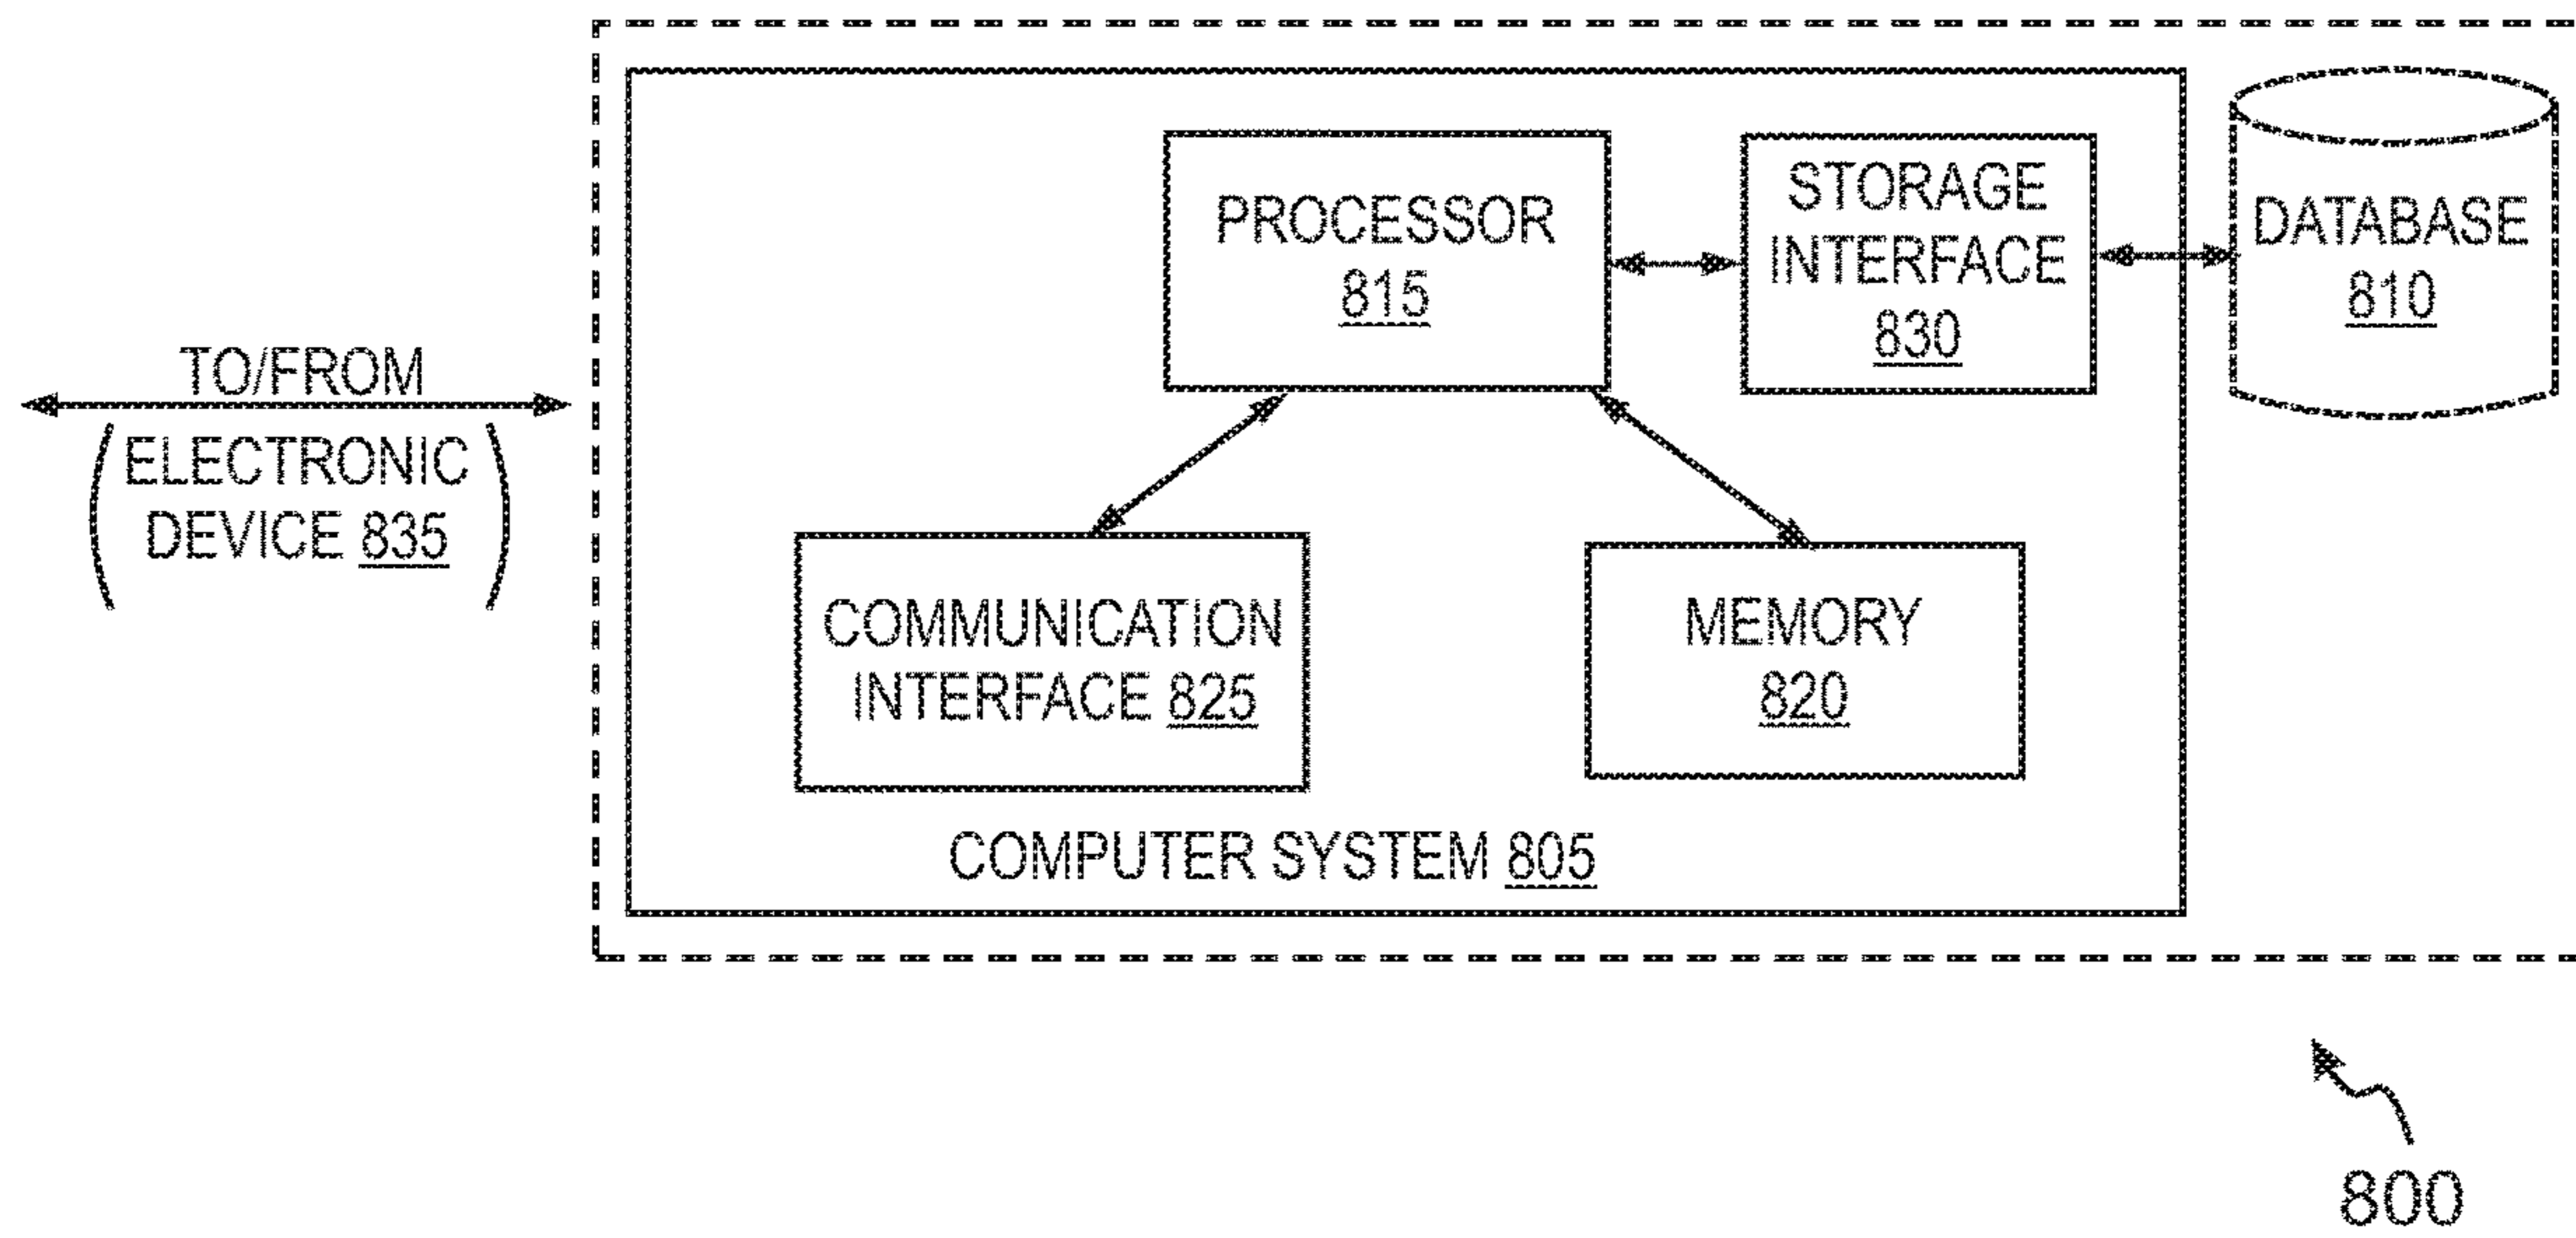 TO/FROM
ELECTRONIC
DEVICE 835
PROCESSOR
815
STORAGE
INTERFACE
830
DATABASE
810
COMMUNICATION
INTERFACE 825
MEMORY
820
COMPUTER SYSTEM 805
800